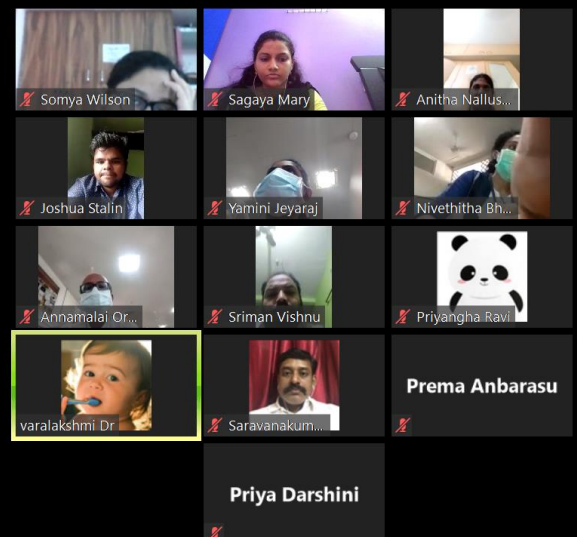 Somya Wilson
Sagaya Mary
Anitha Nallus...
Joshua Stalin
Yamini Jeyaraj
Nivethitha Bh...
Annamalai Or...
Sriman Vishnu
Priyangha Ravi
varalakshmi Dr
Saravanakum...
Prema Anbarasu
Priya Darshini